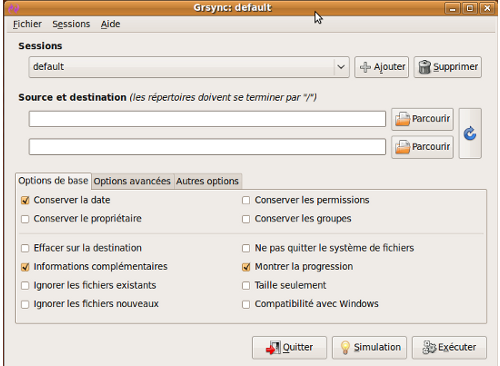 Grsync: default
Fichier Sessions Aide
Sessions
default Ajouter Supprimer
Source et destination (les répertoires doivent se terminer par "/")
Parcourir
Parcourir
Options de base Options avancées Autres options
Conserver la date Conserver les permissions
Conserver le propriétaire Conserver les groupes
Effacer sur la destination Ne pas quitter le système de fichiers
Informations complémentaires Montrer la progression
Ignorer les fichiers existants Taille seulement
Ignorer les fichiers nouveaux Compatibilité avec Windows
Quitter Simulation Exécuter